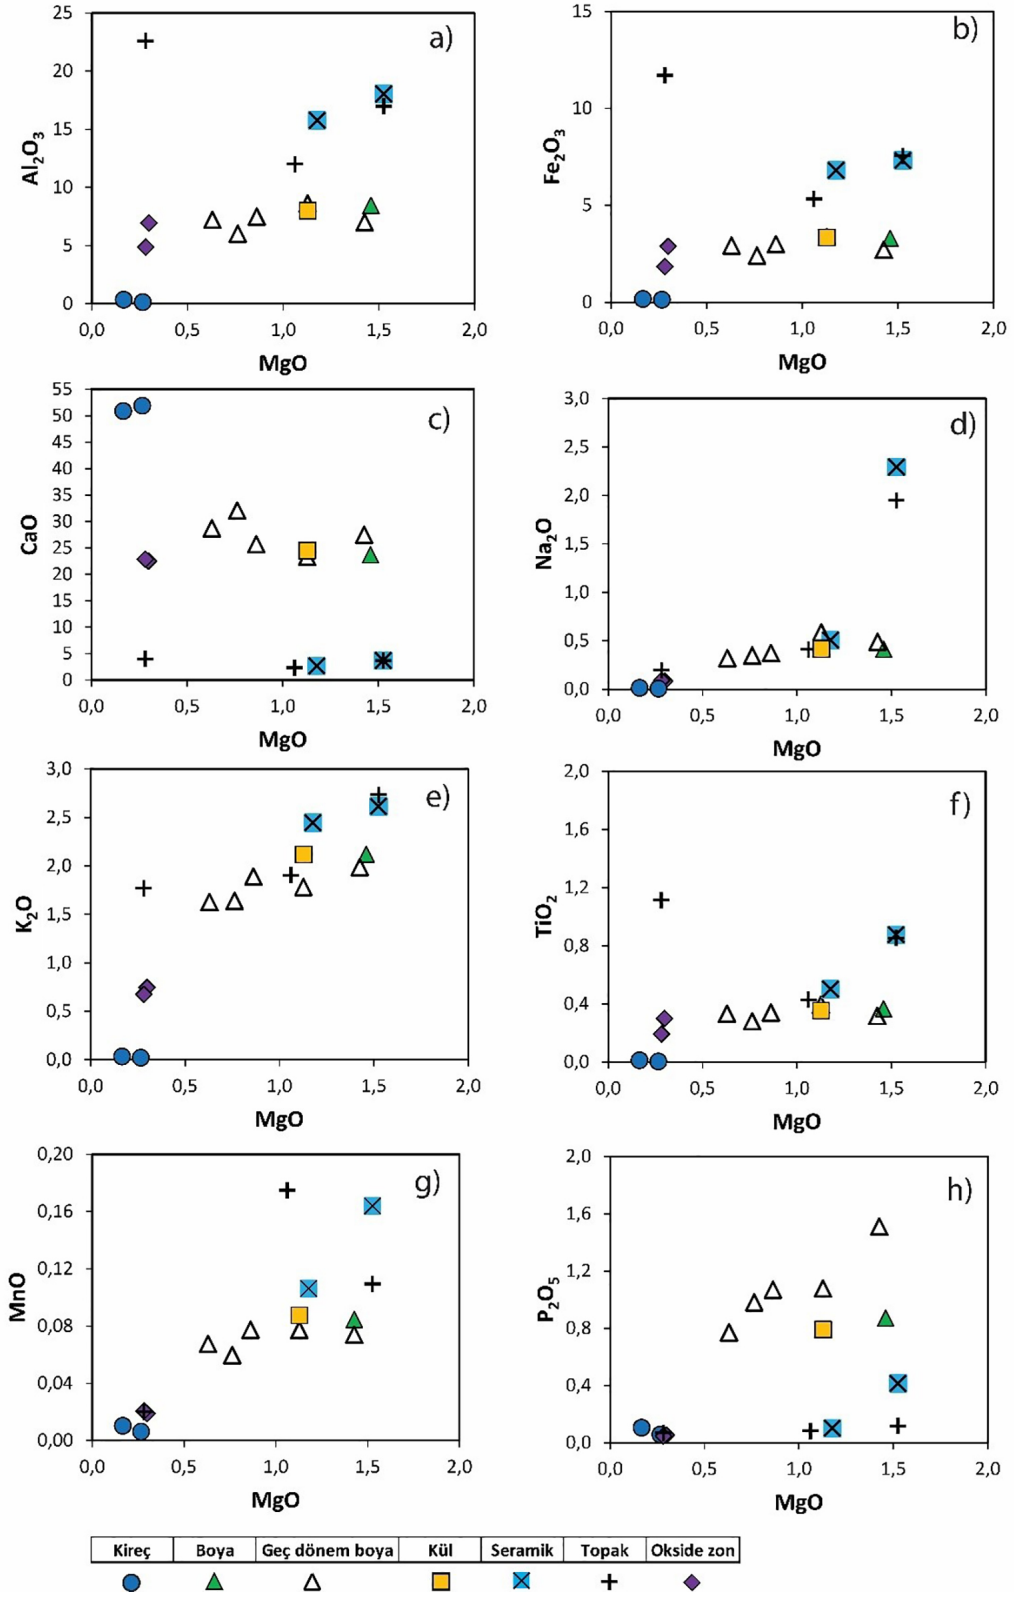 25
20
15
10
5
0
0,0 0,5 1,0 1,5 2,0
Al2O3
MgO
a)
15
10
5
0
0,0 0,5 1,0 1,5 2,0
Fe2O3
MgO
b)
55
50
45
40
35
30
25
20
15
10
5
0
0,0 0,5 1,0 1,5 2,0
CaO
MgO
c)
3,0
2,5
2,0
1,5
1,0
0,5
0,0
0,0 0,5 1,0 1,5 2,0
Na2O
MgO
d)
3,0
2,5
2,0
1,5
1,0
0,5
0,0
0,0 0,5 1,0 1,5 2,0
K2O
MgO
e)
2,0
1,6
1,2
0,8
0,4
0,0
0,0 0,5 1,0 1,5 2,0
TiO2
MgO
f)
0,20
0,16
0,12
0,08
0,04
0,00
0,0 0,5 1,0 1,5 2,0
MnO
MgO
g)
2,0
1,6
1,2
0,8
0,4
0,0
0,0 0,5 1,0 1,5 2,0
P2O5
MgO
h)
Kireç Boya Geç dönem boya Kül Seramik Topak Okside zon